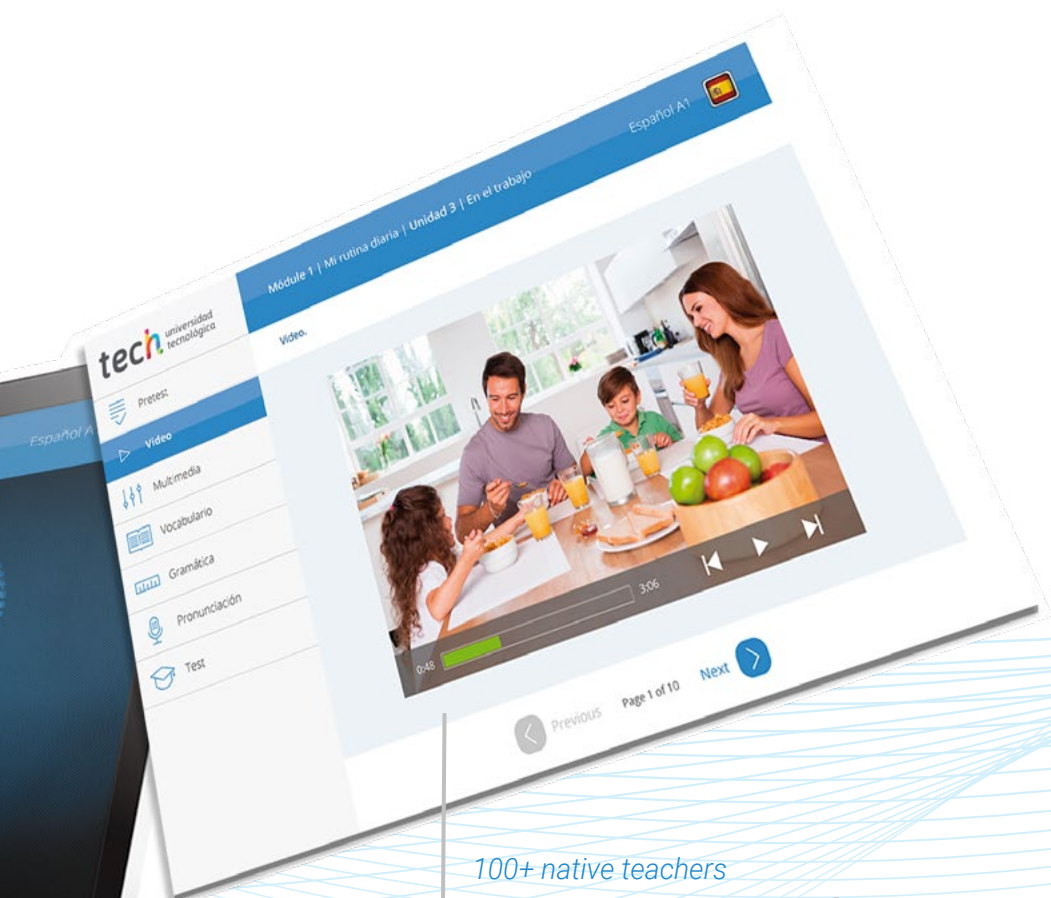 Español A1
Módule 1 | Mi rutina diaria | Unidad 3 | En el trabajo
tech universidad
tecnológica
Video.
Pretest
Video
Multimedia
Vocabulario
Gramática
Pronunciación
Test
Español A
0:48
3:06
Previous
Page 1 of 10
Next
100+ native teachers